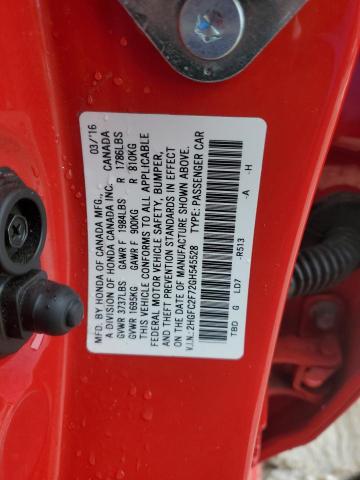 MFD. BY HONDA OF CANADA MFG., 03/'16
A DIVISION OF HONDA CANADA INC. CANADA
GVWR 3737LBS GAWR F 1984LBS R 1786LBS
GVWR 1695KG GAWR F 900KG R 810KG
THIS VEHICLE CONFORMS TO ALL APPLICABLE
FEDERAL MOTOR VEHICLE SAFETY, BUMPER,
AND THEFT PREVENTION STANDARDS IN EFFECT
ON THE DATE OF MANUFACTURE SHOWN ABOVE.
V.I.N.: 2HGFC2F72GH545528 TYPE:PASSENGER CAR
TBD G LLD7 -R513 -A :-H